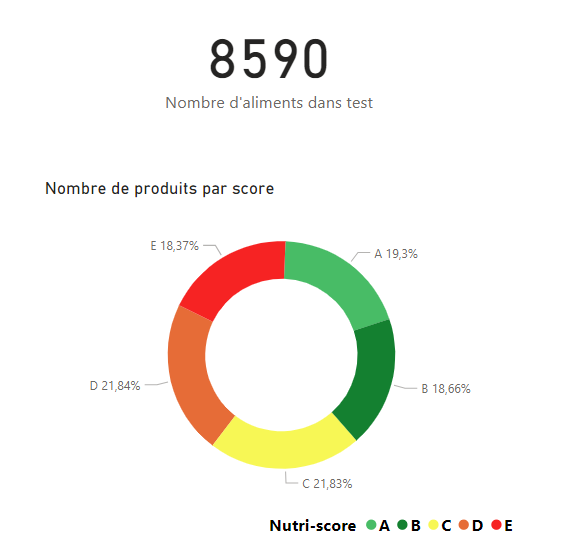 8590
Nombre d'aliments dans test
Nombre de produits par score
E 18,37%
A 19,3%
D 21,84%
B 18,66%
C 21,83%
Nutri-score A B C D E